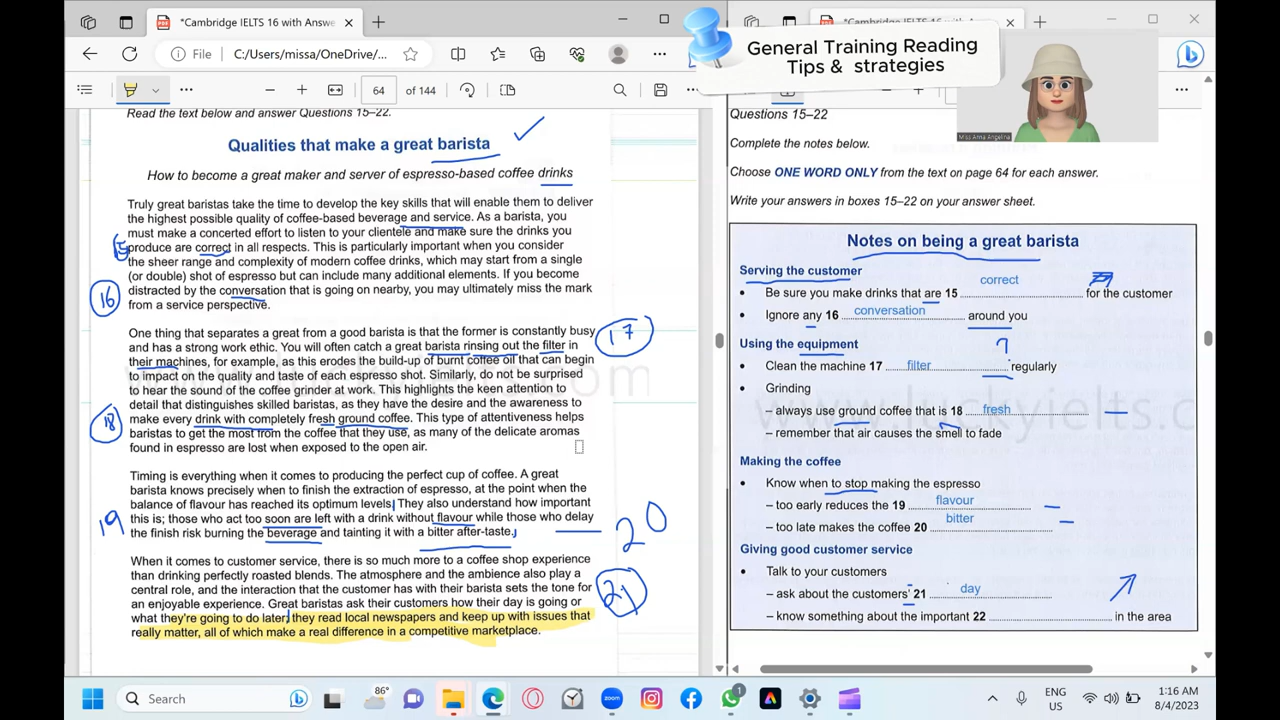 *Cambridge IELTS 16 with Answe
*Cambridge IELTS 16 with Answe
File
C:/Users/missa/OneDrive/...
General Training Reading
Tips & strategies
Miss Anna Angelina
64 of 144
Read the text below and answer Questions 15–22.
Qualities that make a great barista
How to become a great maker and server of espresso-based coffee drinks
Truly great baristas take the time to develop the key skills that will enable them to deliver
the highest possible quality of coffee-based beverage and service. As a barista, you
must make a concerted effort to listen to your clientele and make sure the drinks you
15
produce are correct in all respects. This is particularly important when you consider
the sheer range and complexity of modern coffee drinks, which may start from a single
(or double) shot of espresso but can include many additional elements. If you become
16
distracted by the conversation that is going on nearby, you may ultimately miss the mark
from a service perspective.
One thing that separates a great from a good barista is that the former is constantly busy
17
and has a strong work ethic. You will often catch a great barista rinsing out the filter in
their machines, for example, as this erodes the build-up of burnt coffee oil that can begin
to impact on the quality and taste of each espresso shot. Similarly, do not be surprised
to hear the sound of the coffee grinder at work. This highlights the keen attention to
detail that distinguishes skilled baristas, as they have the desire and the awareness to
18
make every drink with completely fresh ground coffee. This type of attentiveness helps
baristas to get the most from the coffee that they use, as many of the delicate aromas
found in espresso are lost when exposed to the open air.
Timing is everything when it comes to producing the perfect cup of coffee. A great
barista knows precisely when to finish the extraction of espresso, at the point when the
balance of flavour has reached its optimum levels. They also understand how important
19
this is; those who act too soon are left with a drink without flavour while those who delay
20
the finish risk burning the beverage and tainting it with a bitter after-taste.
When it comes to customer service, there is so much more to a coffee shop experience
than drinking perfectly roasted blends. The atmosphere and the ambience also play a
central role, and the interaction that the customer has with their barista sets the tone for
21
an enjoyable experience. Great baristas ask their customers how their day is going or
what they're going to do later; they read local newspapers and keep up with issues that
really matter, all of which make a real difference in a competitive marketplace.
Questions 15–22
Complete the notes below.
Choose ONE WORD ONLY from the text on page 64 for each answer.
Write your answers in boxes 15–22 on your answer sheet.
Notes on being a great barista
Serving the customer
• Be sure you make drinks that are 15 correct for the customer
• Ignore any 16 conversation around you
Using the equipment
• Clean the machine 17 filter regularly
• Grinding
– always use ground coffee that is 18 fresh
– remember that air causes the smell to fade
Making the coffee
• Know when to stop making the espresso
– too early reduces the 19 flavour
– too late makes the coffee 20 bitter
Giving good customer service
• Talk to your customers
– ask about the customers' 21 day
– know something about the important 22 in the area
www.luckyielts.com
Search
86°
1
ENG
US
1:16 AM
8/4/2023